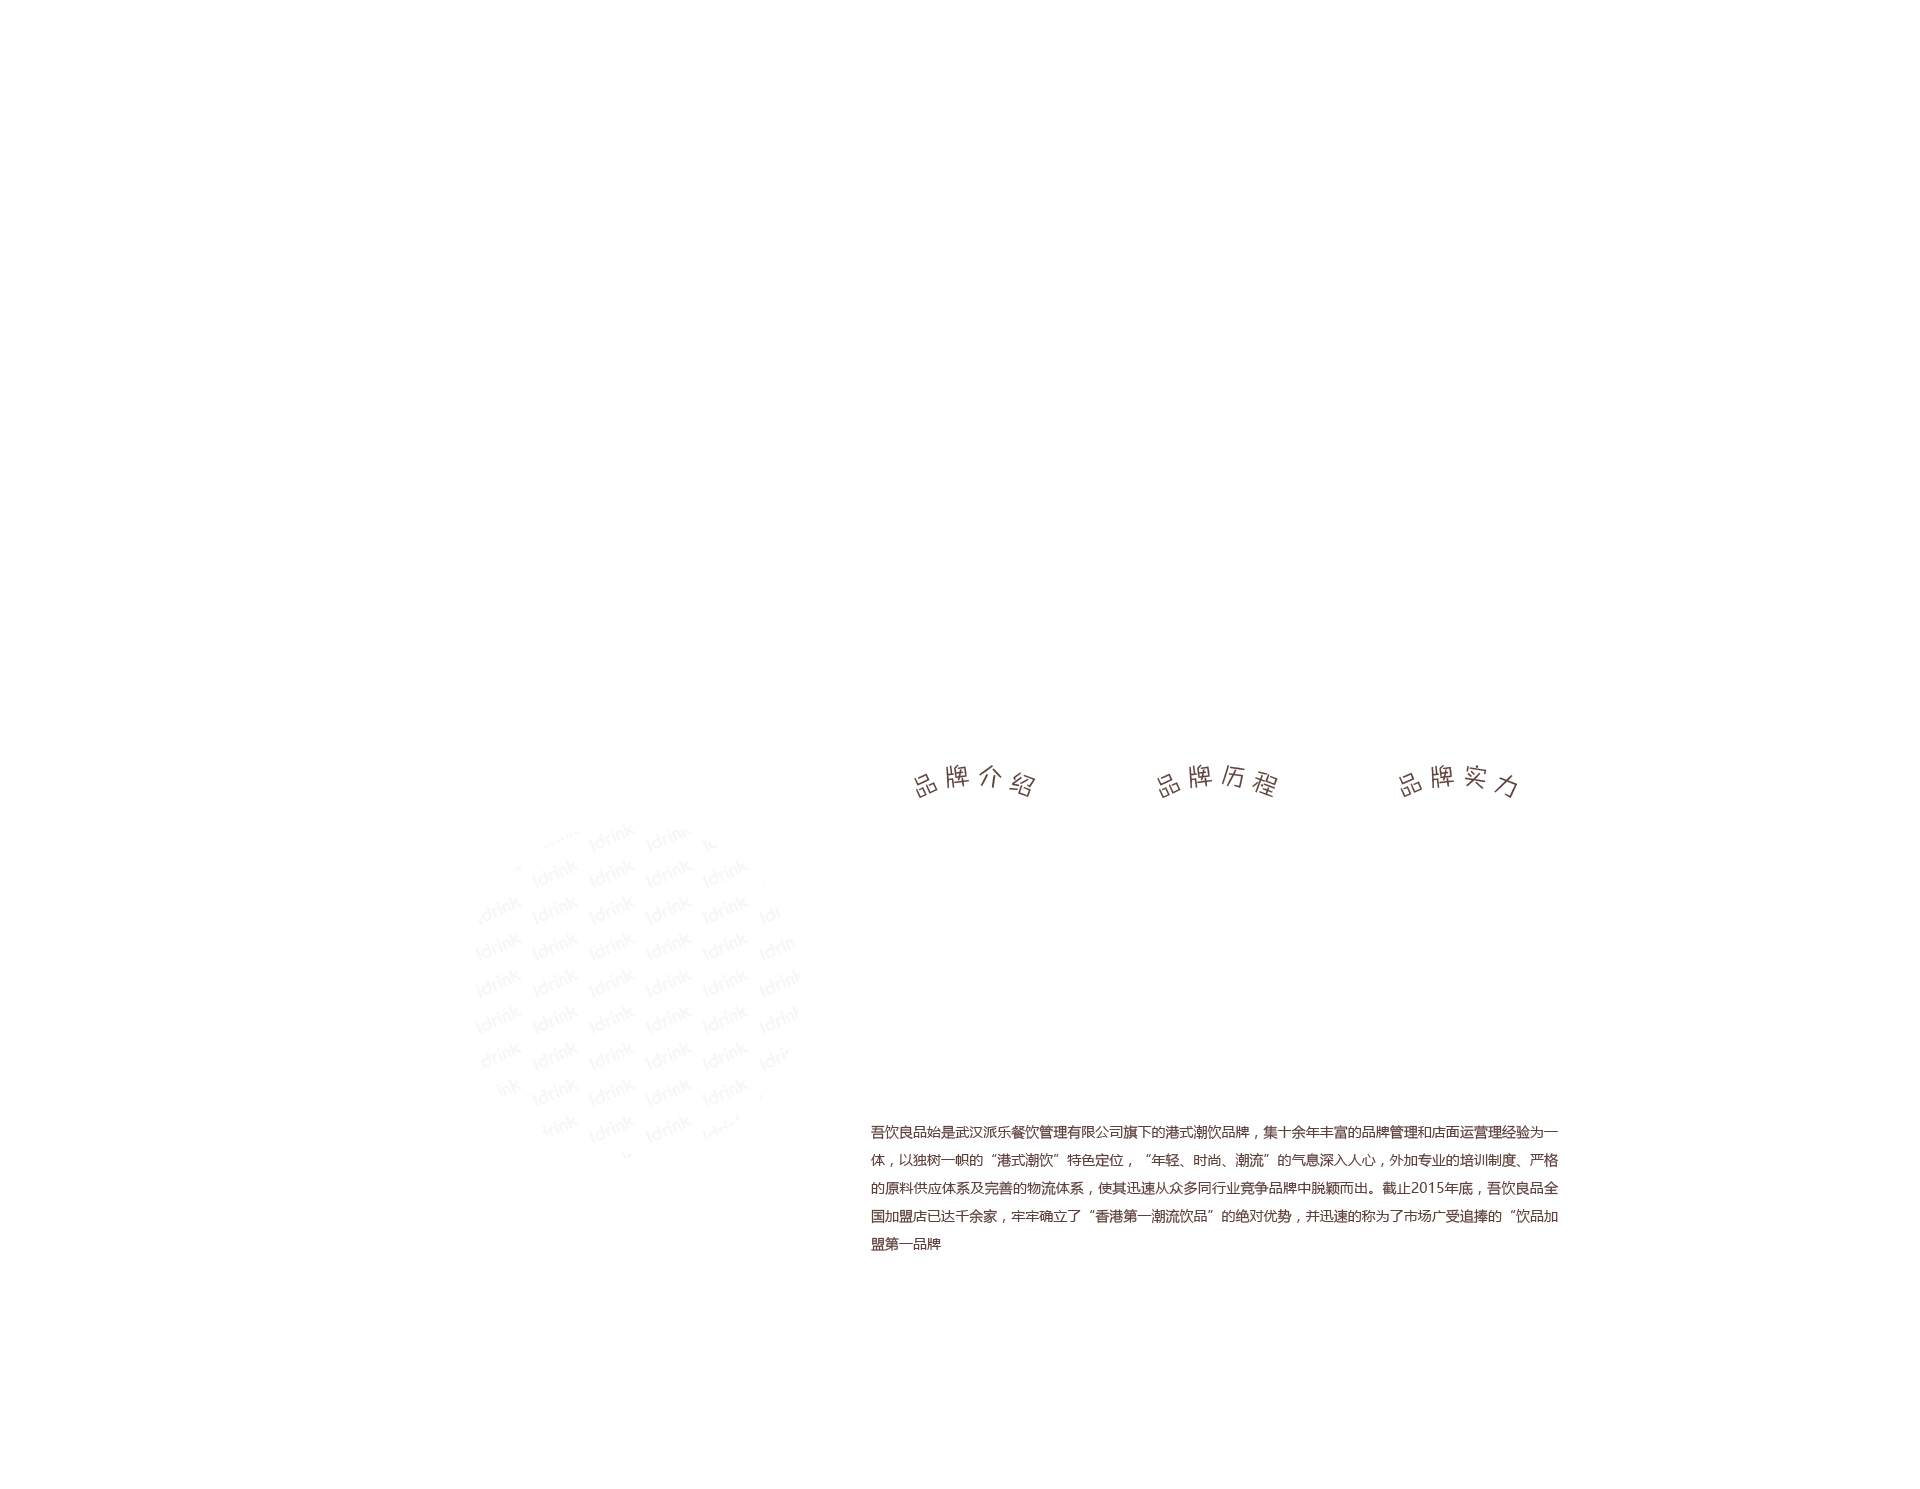 品牌介绍
品牌历程
品牌实力
Idrink Idrin
Idrink Idrink Idrink Idrink
drink Idrink Idrink Idrink Idrink Idr
Idrink Idrink Idrink Idrink Idrink Idrin
Idrink Idrink Idrink Idrink Idrink Idrink
Idrink Idrink Idrink Idrink Idrink Idrink
drink Idrink Idrink Idrink Idrink Idri
ink Idrink Idrink Idrink Idrink
drink Idrink Idrink
吾饮良品始是武汉派乐餐饮管理有限公司旗下的港式潮饮品牌，集十余年丰富的品牌管理和店面运营理经验为一
体，以独树一帜的“港式潮饮”特色定位，“年轻、时尚、潮流”的气息深入人心，外加专业的培训制度、严格
的原料供应体系及完善的物流体系，使其迅速从众多同行业竞争品牌中脱颖而出。截止2015年底，吾饮良品全
国加盟店已达千余家，牢牢确立了“香港第一潮流饮品”的绝对优势，并迅速的称为了市场广受追捧的“饮品加
盟第一品牌